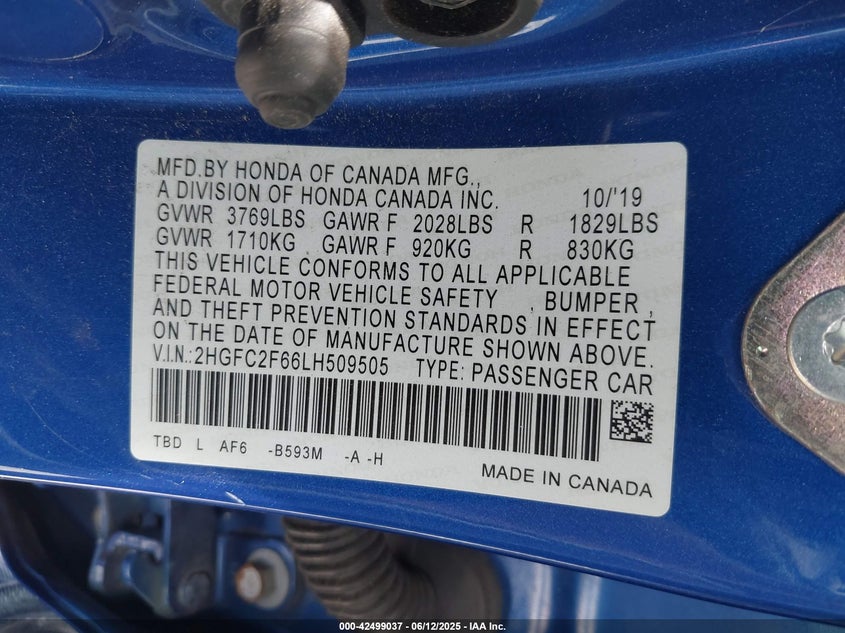 MFD.BY HONDA OF CANADA MFG.,
A DIVISION OF HONDA CANADA INC. 10/'19
GVWR 3769LBS GAWR F 2028LBS R 1829LBS
GVWR 1710KG GAWR F 920KG R 830KG
THIS VEHICLE CONFORMS TO ALL APPLICABLE
FEDERAL MOTOR VEHICLE SAFETY , BUMPER ,
AND THEFT PREVENTION STANDARDS IN EFFECT
ON THE DATE OF MANUFACTURE SHOWN ABOVE.
V.I.N.:2HGFC2F66LH509505 TYPE: PASSENGER CAR
TBD L AF6 -B593M -A -H
MADE IN CANADA
000-42499037 - 06/12/2025 - IAA Inc.